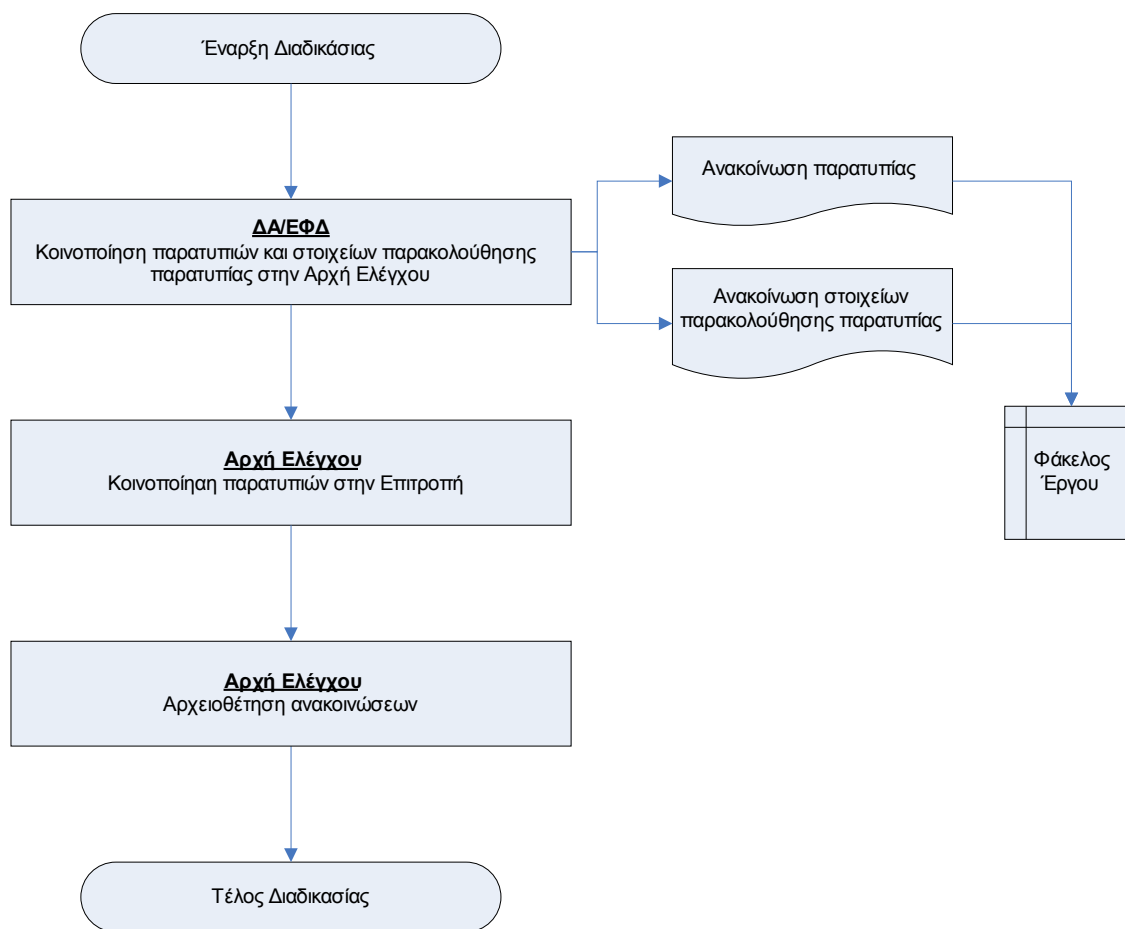 Έναρξη Διαδικάσιας
ΔΑ/ΕΦΔ
Κοινοποίηση παρατυπιών και στοιχείων παρακολούθησης
παρατυπίας στην Αρχή Ελέγχου
Ανακοίνωση παρατυπίας
Ανακοίνωση στοιχείων
παρακολούθησης παρατυπίας
Φάκελος
Έργου
Αρχή Ελέγχου
Κοινοποίηαη παρατυπιών στην Επιτροπή
Αρχή Ελέγχου
Αρχειοθέτηση ανακοινώσεων
Τέλος Διαδικασίας